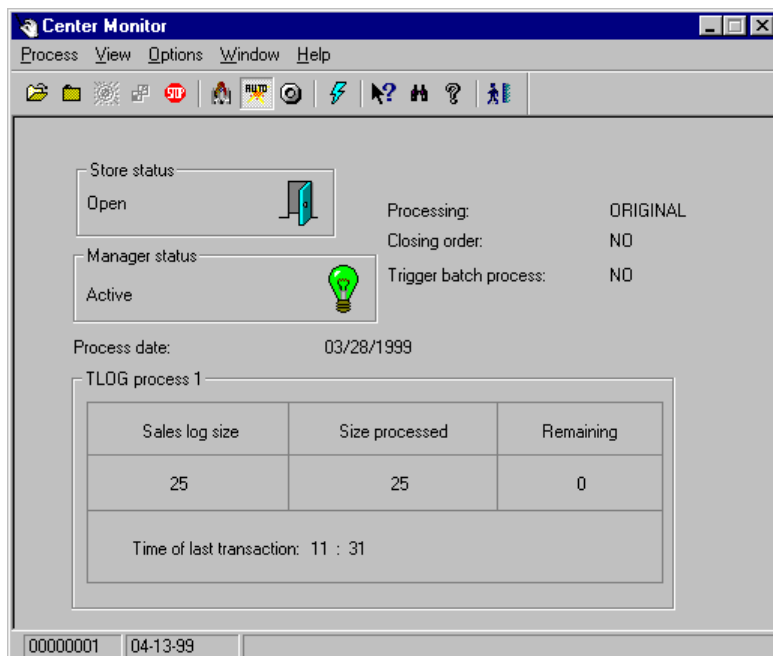 Center Monitor
Process View Options Window Help
STOP AUTO
Store status
Open
Processing: ORIGINAL
Closing order: NO
Manager status
Active
Trigger batch process: NO
Process date: 03/28/1999
TLOG process 1
Sales log size Size processed Remaining
25 25 0
Time of last transaction: 11 : 31
00000001 04-13-99